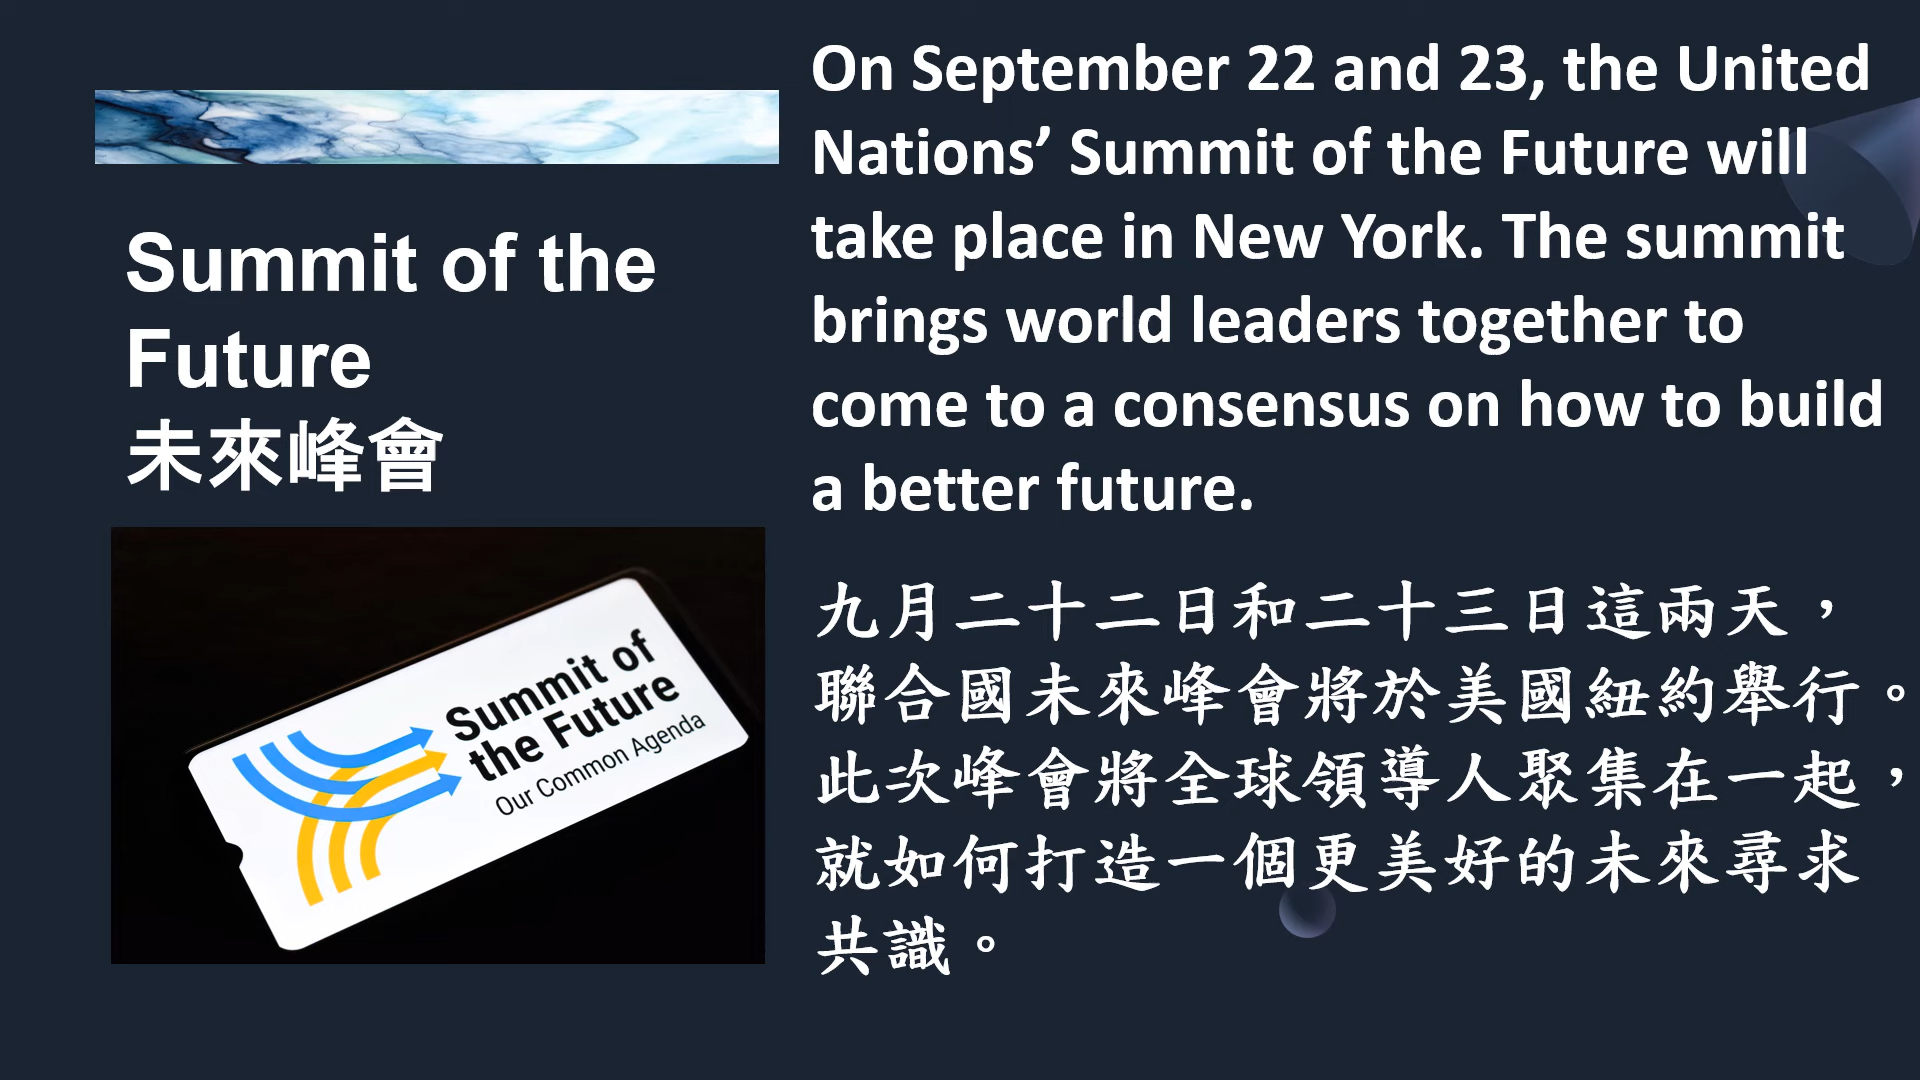 Summit of the
Future
未來峰會
Summit of
the Future
Our Common Agenda
On September 22 and 23, the United
Nations’ Summit of the Future will
take place in New York. The summit
brings world leaders together to
come to a consensus on how to build
a better future.
九月二十二日和二十三日這兩天，
聯合國未來峰會將於美國紐約舉行。
此次峰會將全球領導人聚集在一起，
就如何打造一個更美好的未來尋求
共識。